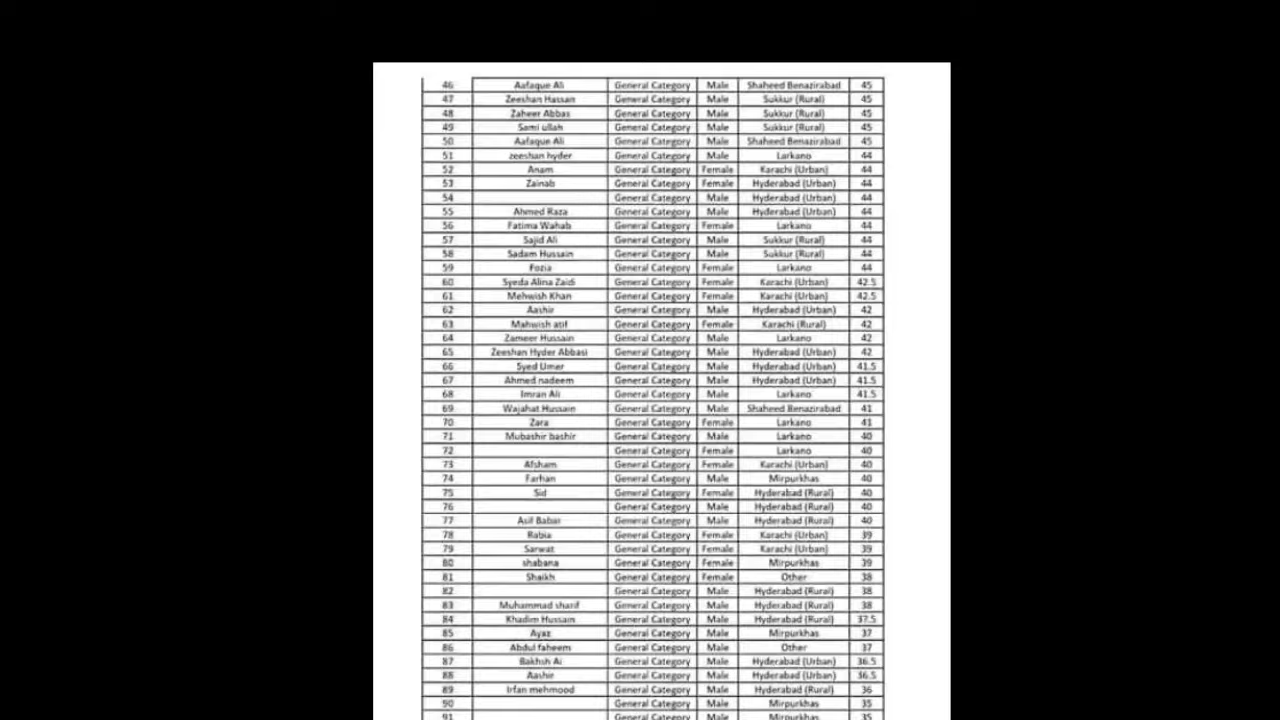 46 Aafaque Ali General Category Male Shaheed Benazirabad 45
47 Zeeshan Hassan General Category Male Sukkur (Rural) 45
48 Zaheer Abbas General Category Male Sukkur (Rural) 45
49 Sami ullah General Category Male Sukkur (Rural) 45
50 Aafaque Ali General Category Male Shaheed Benazirabad 45
51 zeeshan hyder General Category Male Larkano 44
52 Anam General Category Female Karachi (Urban) 44
53 Zainab General Category Female Hyderabad (Urban) 44
54 General Category Male Hyderabad (Urban) 44
55 Ahmed Raza General Category Male Hyderabad (Urban) 44
56 Fatima Wahab General Category Female Larkano 44
57 Sajid Ali General Category Male Sukkur (Rural) 44
58 Sadam Hussain General Category Male Sukkur (Rural) 44
59 Fozia General Category Female Larkano 44
60 Syeda Alina Zaidi General Category Female Karachi (Urban) 42.5
61 Mehwish Khan General Category Female Karachi (Urban) 42.5
62 Aashir General Category Male Hyderabad (Urban) 42
63 Mahwish atif General Category Female Karachi (Rural) 42
64 Zameer Hussain General Category Male Larkano 42
65 Zeeshan Hyder Abbasi General Category Male Hyderabad (Urban) 42
66 Syed Umer General Category Male Hyderabad (Urban) 41.5
67 Ahmed nadeem General Category Male Hyderabad (Urban) 41.5
68 Imran Ali General Category Male Larkano 41.5
69 Wajahat Hussain General Category Male Shaheed Benazirabad 41
70 Zara General Category Female Larkano 41
71 Mubashir bashir General Category Male Larkano 40
72 General Category Female Larkano 40
73 Afsham General Category Female Karachi (Urban) 40
74 Farhan General Category Male Mirpurkhas 40
75 Sid General Category Female Hyderabad (Rural) 40
76 General Category Male Hyderabad (Rural) 40
77 Asif Babar General Category Male Hyderabad (Rural) 40
78 Rabia General Category Female Karachi (Urban) 39
79 Sarwat General Category Female Karachi (Urban) 39
80 shabana General Category Female Mirpurkhas 39
81 Shaikh General Category Female Other 38
82 General Category Male Hyderabad (Rural) 38
83 Muhammad sharif General Category Male Hyderabad (Rural) 38
84 Khadim Hussain General Category Male Hyderabad (Rural) 37.5
85 Ayaz General Category Male Mirpurkhas 37
86 Abdul faheem General Category Male Other 37
87 Bakhsh Ai General Category Male Hyderabad (Urban) 36.5
88 Aashir General Category Male Hyderabad (Urban) 36.5
89 Irfan mehmood General Category Male Hyderabad (Rural) 36
90 General Category Male Mirpurkhas 35
91 General Category Male Mirpurkhas 35